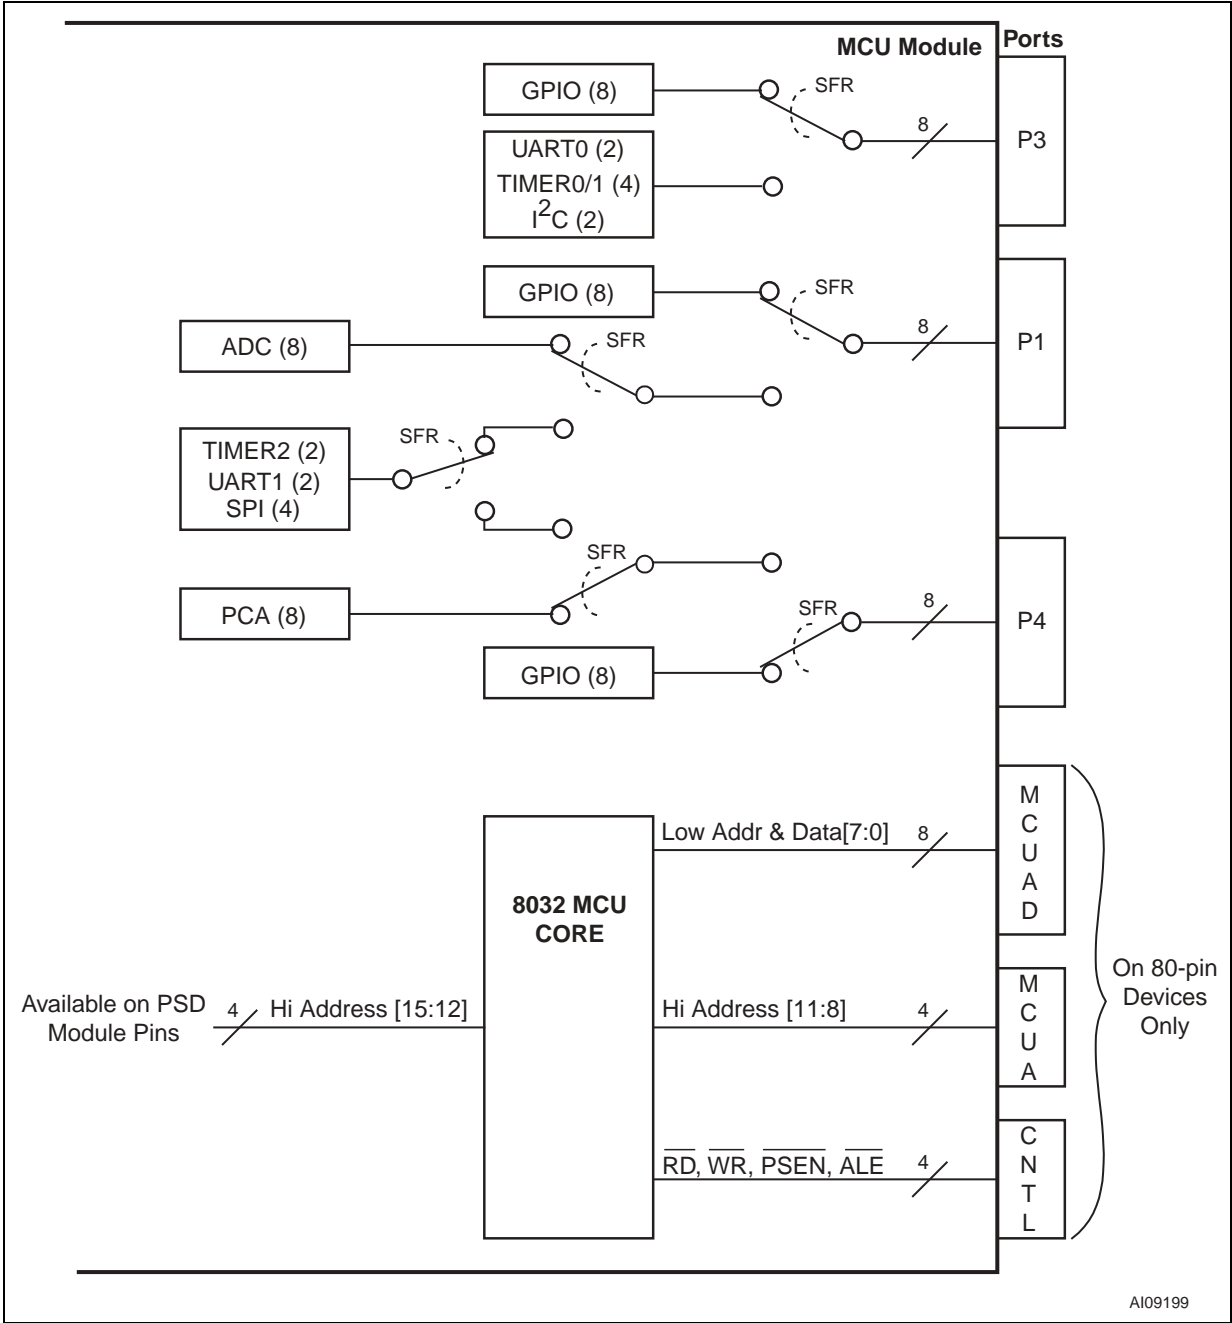 MCU Module
Ports
GPIO (8)
SFR
8
P3
UART0 (2)
TIMER0/1 (4)
I2C (2)
GPIO (8)
SFR
8
P1
ADC (8)
SFR
TIMER2 (2)
UART1 (2)
SPI (4)
SFR
SFR
PCA (8)
SFR
8
P4
GPIO (8)
8032 MCU
CORE
Low Addr & Data[7:0]
8
MCUAD
Available on PSD
Module Pins
4
Hi Address [15:12]
Hi Address [11:8]
4
MCUA
On 80-pin
Devices
Only
RD, WR, PSEN, ALE
4
CNTL
AI09199